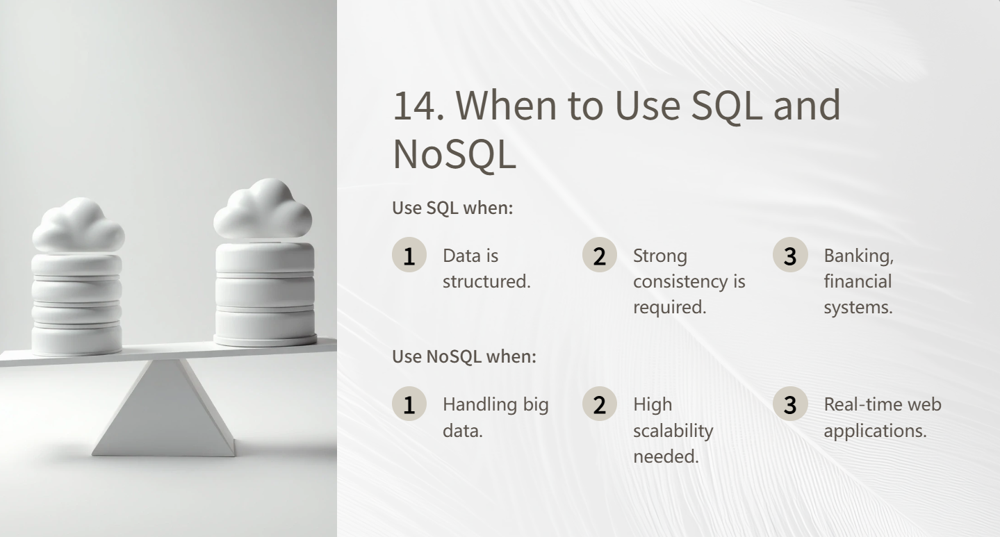 14. When to Use SQL and
NoSQL
Use SQL when:
1
Data is
structured.
2
Strong
consistency is
required.
3
Banking,
financial
systems.
Use NoSQL when:
1
Handling big
data.
2
High
scalability
needed.
3
Real-time web
applications.